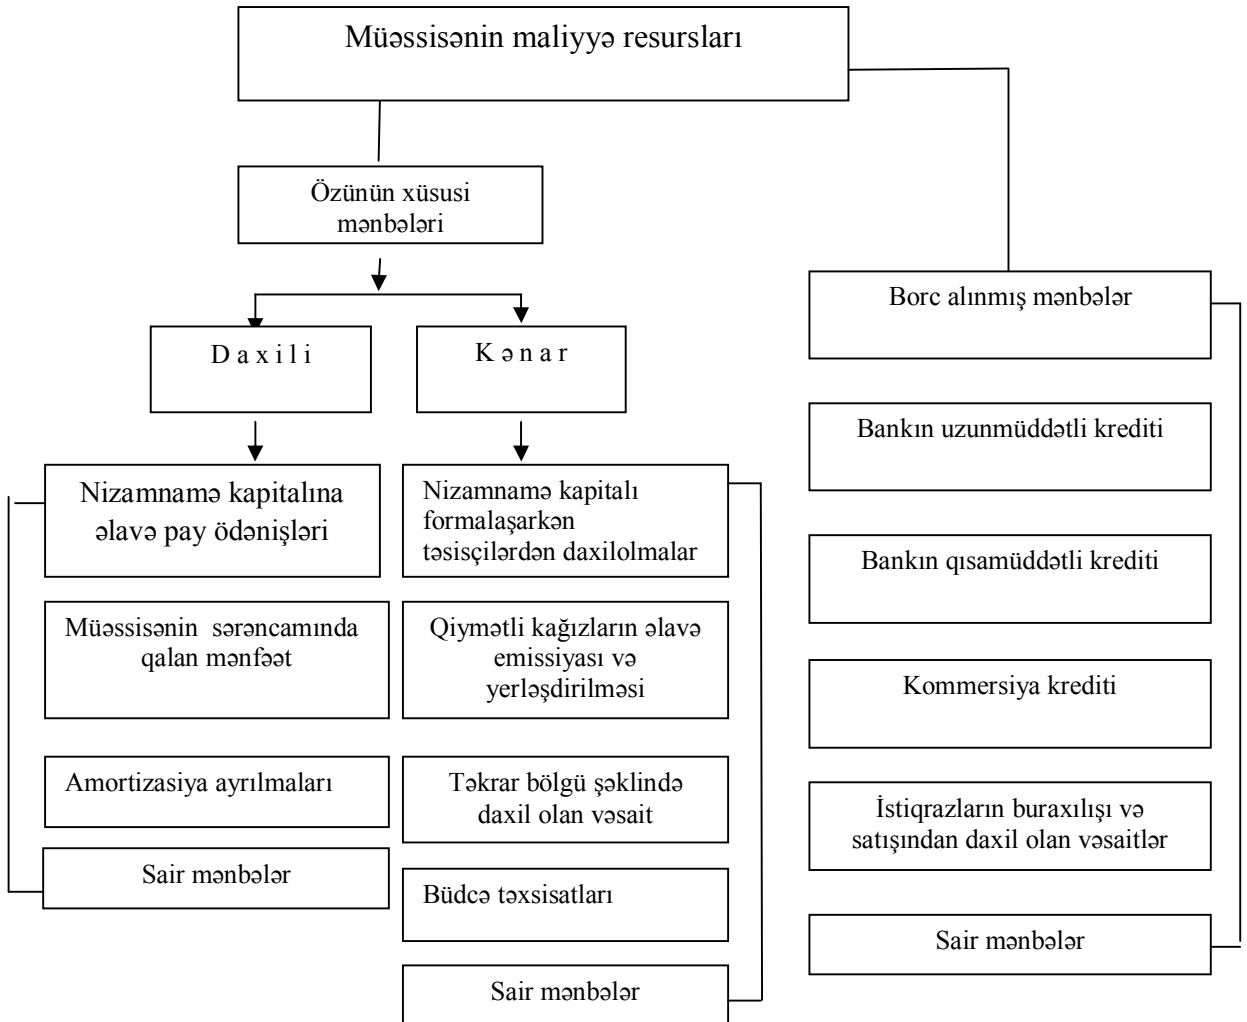 Müəssisənin maliyyə resursları
Özünün xüsusi
mənbələri
D a x i l i
K ə n a r
Nizamnamə kapitalına
əlavə pay ödənişləri
Müəssisənin sərəncamında
qalan mənfəət
Amortizasiya ayrılmaları
Sair mənbələr
Nizamnamə kapitalı
formalaşarkən
təsisçilərdən daxilolmalar
Qiymətli kağızların əlavə
emissiyası və
yerləşdirilməsi
Təkrar bölgü şəklində
daxil olan vəsait
Büdcə təxsisatları
Sair mənbələr
Borc alınmış mənbələr
Bankın uzunmüddətli krediti
Bankın qısamüddətli krediti
Kommersiya krediti
İstiqrazların buraxılışı və
satışından daxil olan vəsaitlər
Sair mənbələr